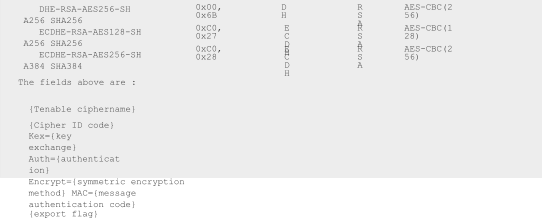 DHE-RSA-AES256-SH 0x00, D R AES-CBC(2
A256 SHA256 0x6B H S 56)
A
ECDHE-RSA-AES128-SH 0xC0, E R AES-CBC(1
A256 SHA256 0x27 C S 28)
D A
ECDHE-RSA-AES256-SH 0xC0, R AES-CBC(2
A384 SHA384 0x28 C S 56)
D A
H
The fields above are :
{Tenable ciphername}
{Cipher ID code}
Kex={key
exchange}
Auth={authenticat
ion}
Encrypt={symmetric encryption
method} MAC={message
authentication code}
{export flag}